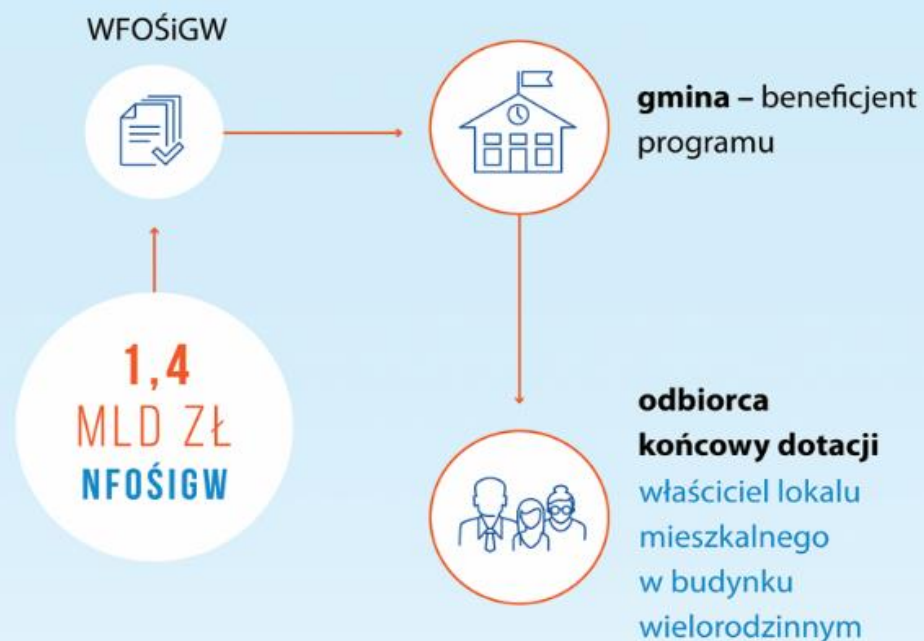 WFOŚiGW
gmina – beneficjent
programu
1,4
MLD ZŁ
NFOŚIGW
odbiorca
końcowy dotacji
właściciel lokalu
mieszkalnego
w budynku
wielorodzinnym